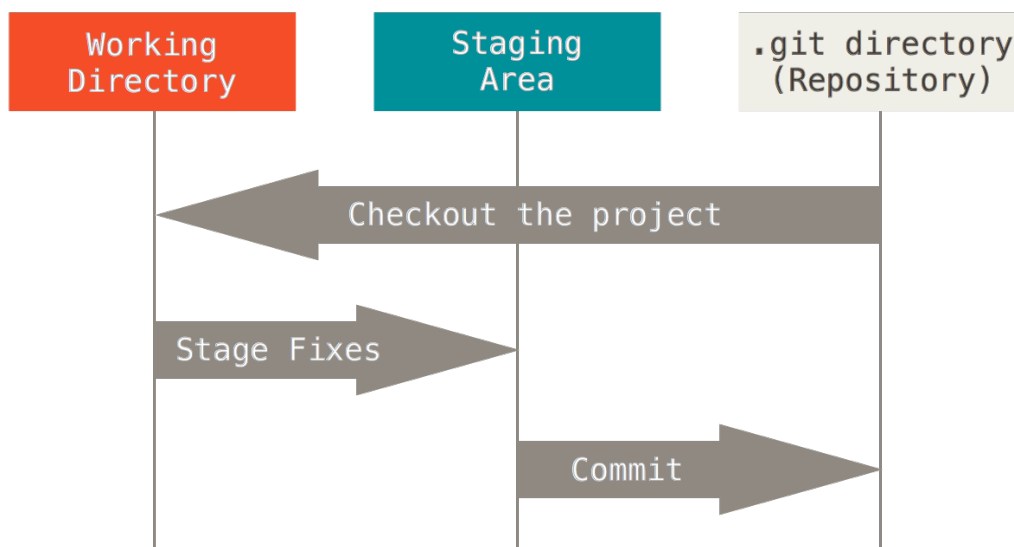 Working
Directory
Staging
Area
.git directory
(Repository)
Checkout the project
Stage Fixes
Commit